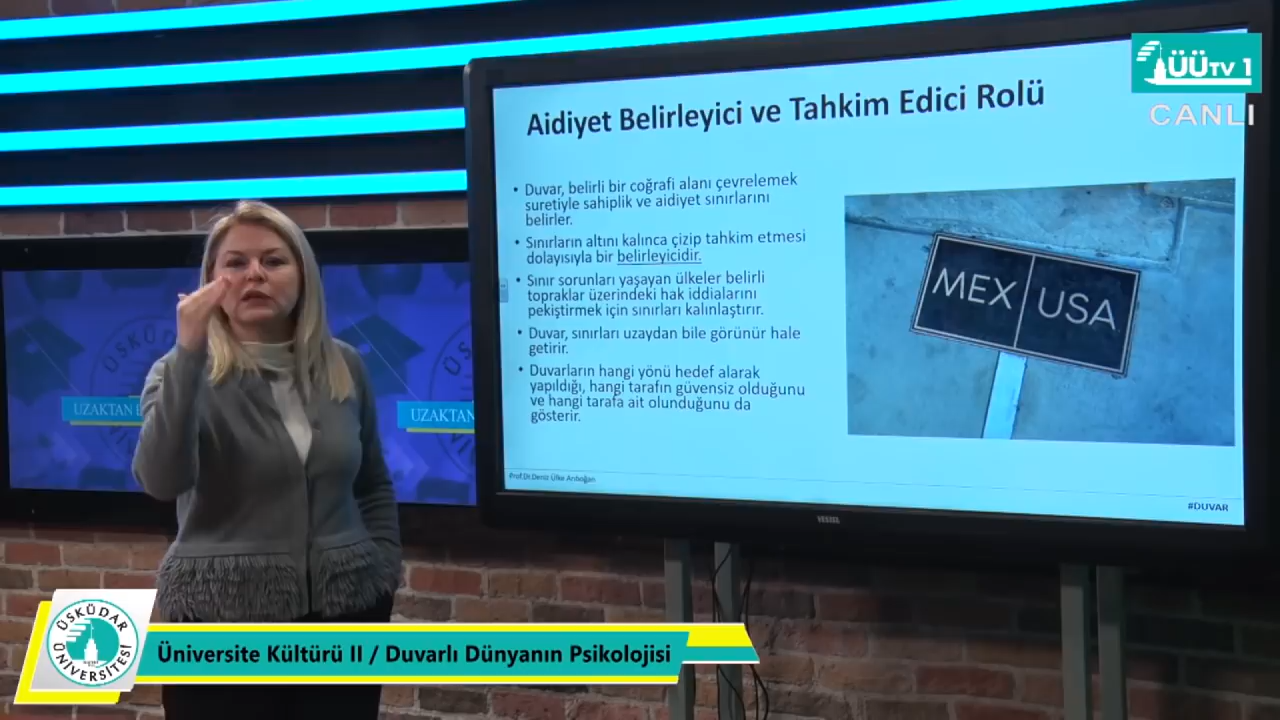 ÜÜTV 1
CANLI
Aidiyet Belirleyici ve Tahkim Edici Rolü
• Duvar, belirli bir coğrafi alanı çevrelemek
suretiyle sahiplik ve aidiyet sınırlarını
belirler.
• Sınırların altını kalınca çizip tahkim etmesi
dolayısıyla bir belirleyicidir.
• Sınır sorunları yaşayan ülkeler belirli
topraklar üzerindeki hak iddialarını
pekiştirmek için sınırları kalınlaştırır.
• Duvar, sınırları uzaydan bile görünür hale
getirir.
• Duvarların hangi yönü hedef alarak
yapıldığı, hangi tarafın güvensiz olduğunu
ve hangi tarafa ait olunduğunu da
gösterir.
MEX USA
Prof.Dr.Deniz Ülke Arıboğan
#DUVAR
VESTEL
UZAKTAN E
UZAKTAN
ÜSKÜDAR
ÜNİVERSİTESİ
Üniversite Kültürü II / Duvarlı Dünyanın Psikolojisi